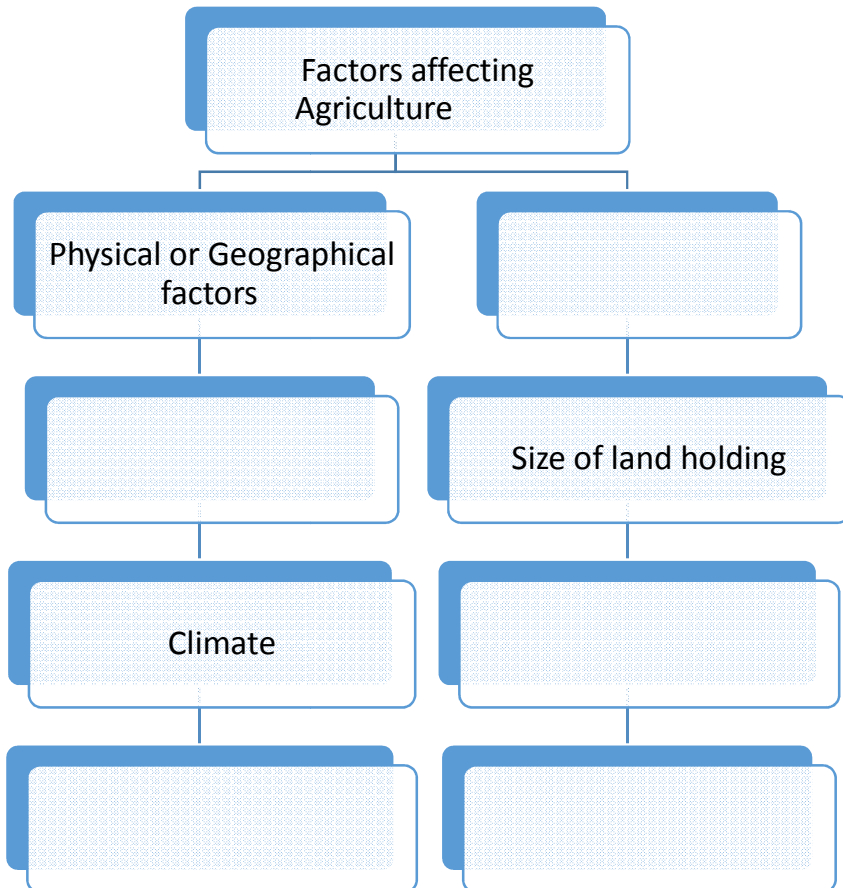 Factors affecting
Agriculture
Physical or Geographical
factors
Size of land holding
Climate